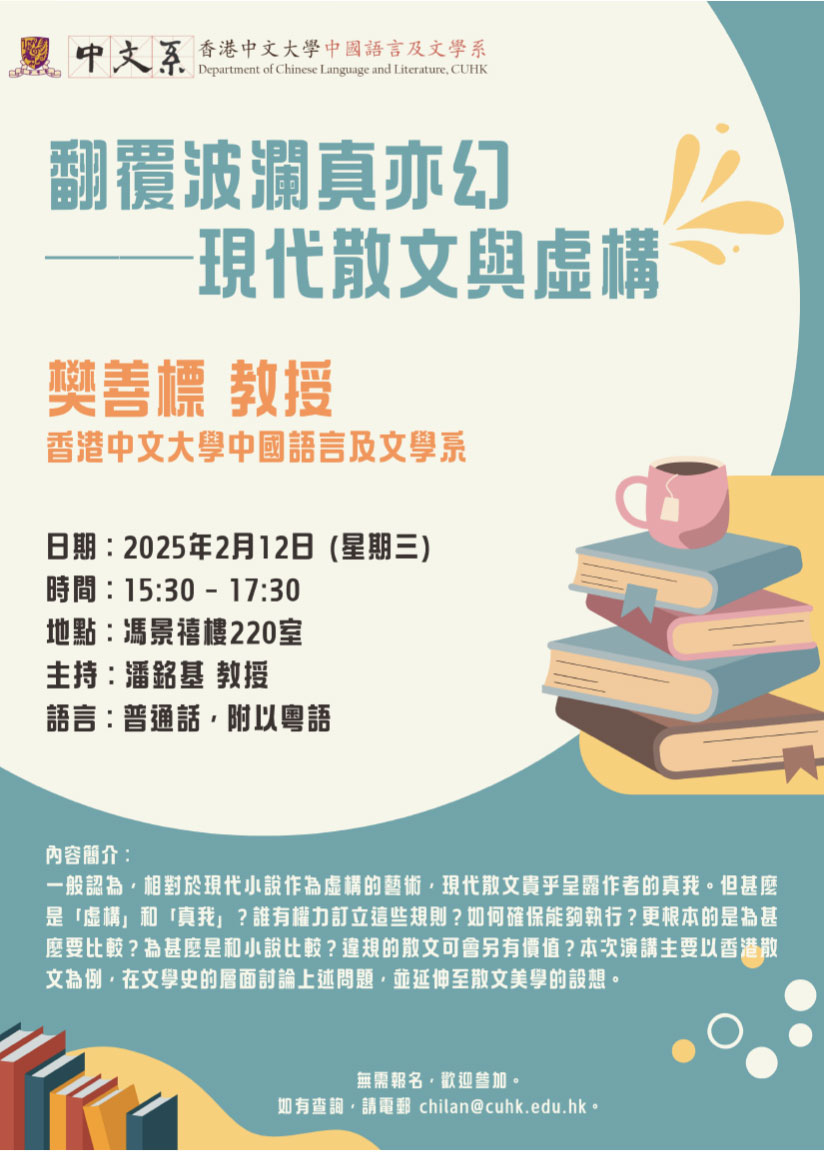 中文系
香港中文大學中國語言及文學系
Department of Chinese Language and Literature, CUHK
翻覆波瀾真亦幻
——現代散文與虛構
樊善標 教授
香港中文大學中國語言及文學系
日期：2025年2月12日 (星期三)
時間：15:30 – 17:30
地點：馮景禧樓220室
主持：潘銘基 教授
語言：普通話，附以粵語
內容簡介：
一般認為，相對於現代小說作為虛構的藝術，現代散文貴乎呈露作者的真我。但甚麼
是「虛構」和「真我」？誰有權力訂立這些規則？如何確保能夠執行？更根本的是為甚
麼要比較？為甚麼是和小說比較？違規的散文可會另有價值？本次演講主要以香港散
文為例，在文學史的層面討論上述問題，並延伸至散文美學的設想。
無需報名，歡迎參加。
如有查詢，請電郵 chilan@cuhk.edu.hk。